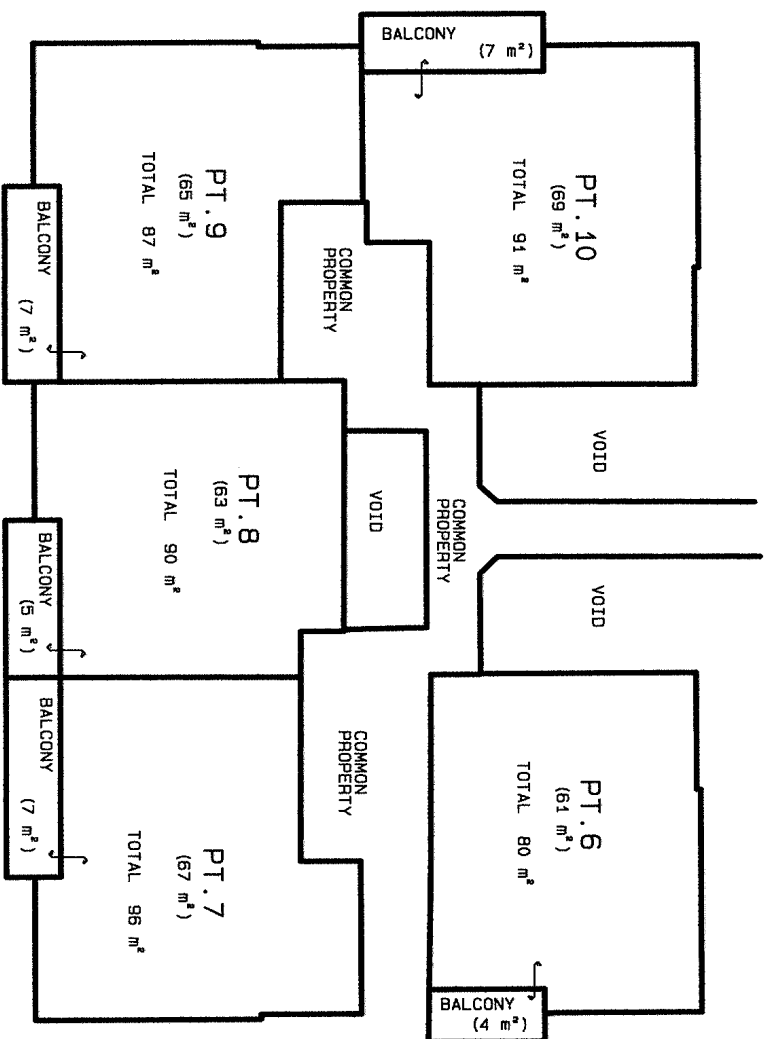 BALCONY
(7 m²)
PT.10
(69 m²)
TOTAL 91 m²
PT.9
(65 m²)
TOTAL 87 m²
BALCONY
(7 m²)
COMMON
PROPERTY
VOID
VOID
COMMON
PROPERTY
VOID
PT.8
(63 m²)
TOTAL 90 m²
BALCONY
(5 m²)
COMMON
PROPERTY
PT.6
(61 m²)
TOTAL 80 m²
BALCONY
(4 m²)
PT.7
(67 m²)
TOTAL 96 m²
BALCONY
(7 m²)